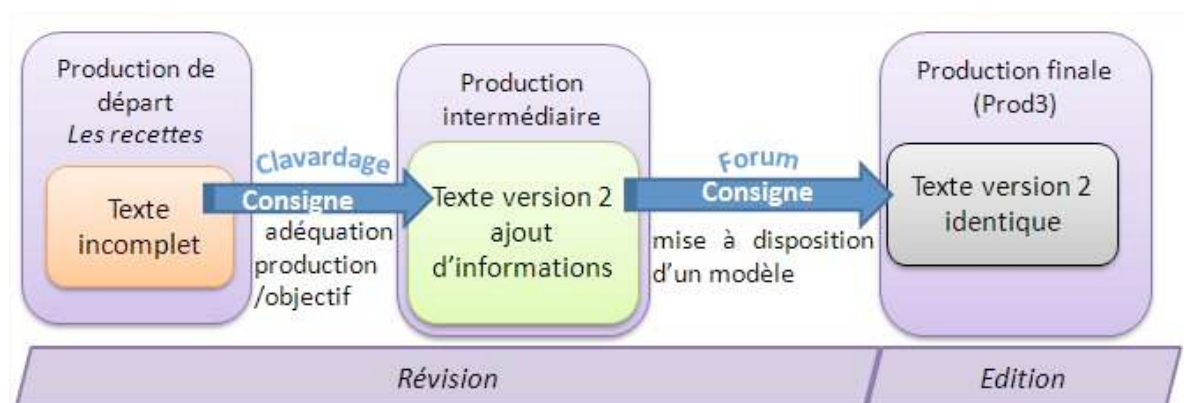 Production de
départ
Les recettes
Texte
incomplet
Clavardage
Consigne
adéquation
production
/objectif
Production
intermédiaire
Texte version 2
ajout
d'informations
Forum
Consigne
mise à disposition
d'un modèle
Production finale
(Prod3)
Texte version 2
identique
Révision
Edition